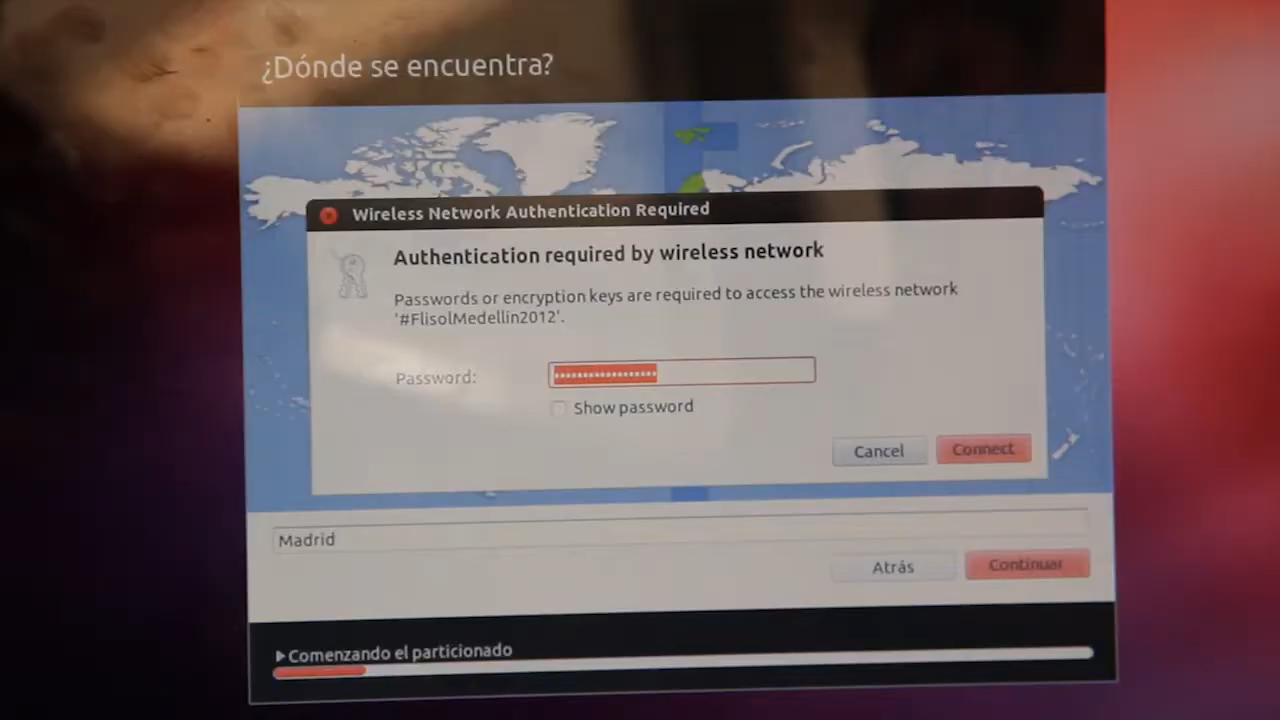 ¿Dónde se encuentra?
Wireless Network Authentication Required
Authentication required by wireless network
Passwords or encryption keys are required to access the wireless network
'#FlisolMedellin2012'.
Password:
Show password
Cancel
Connect
Madrid
Atrás
Continuar
Comenzando el particionado